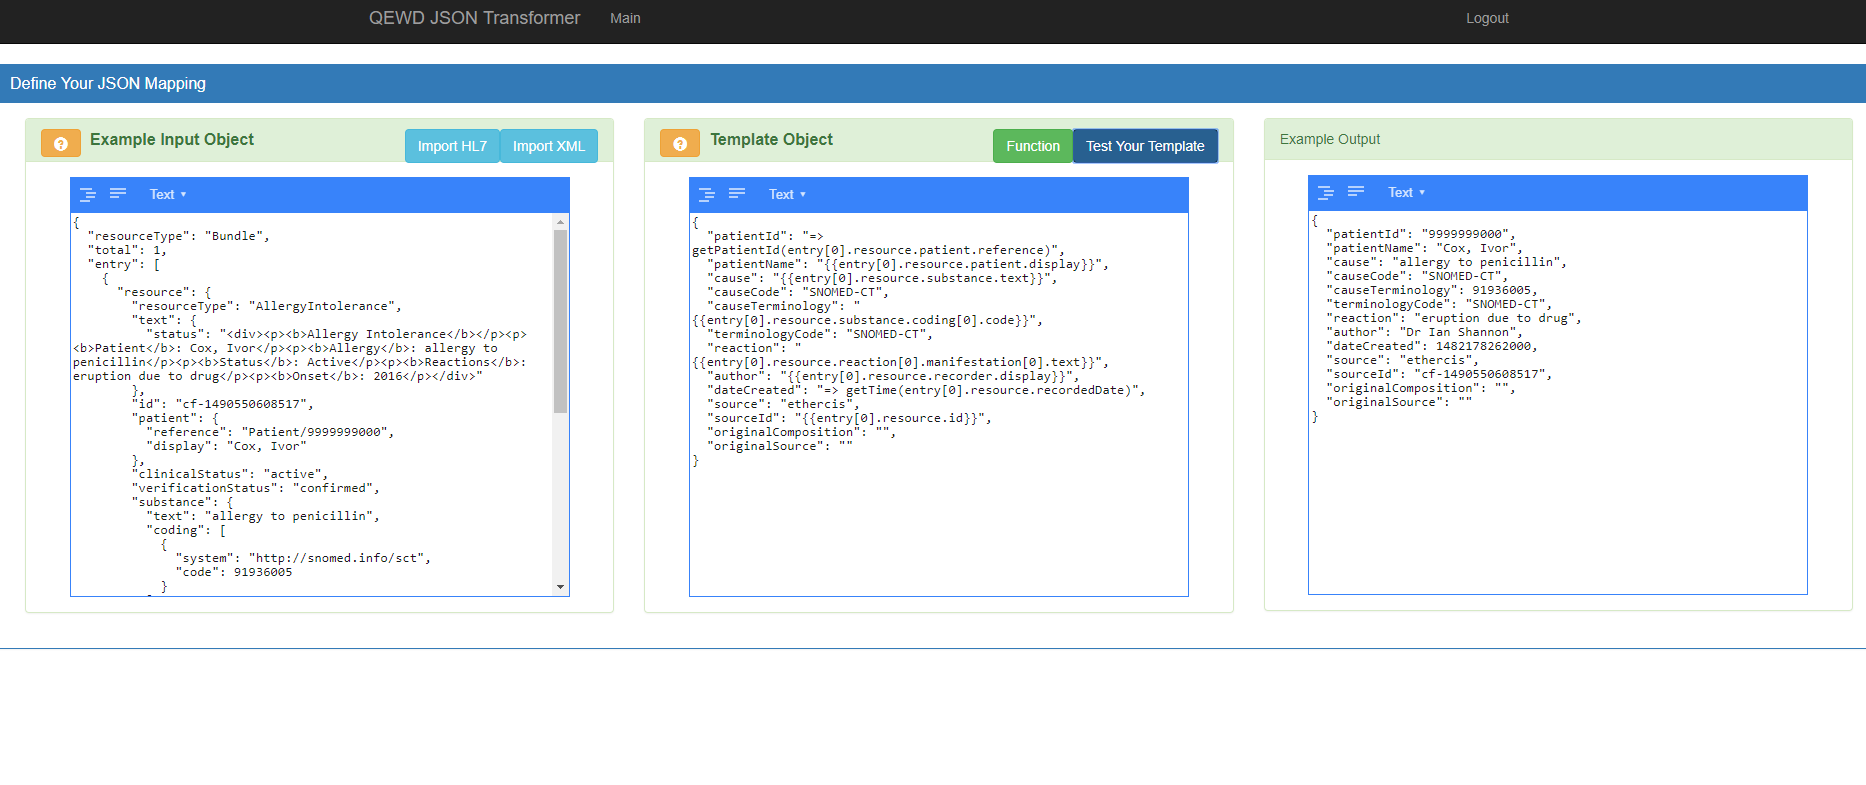 QEWD JSON Transformer Main Logout
Define Your JSON Mapping
Example Input Object Import HL7 Import XML
Text
{
  "resourceType": "Bundle",
  "total": 1,
  "entry": [
    {
      "resource": {
        "resourceType": "AllergyIntolerance",
        "text": {
          "status": "<div><p><b>Allergy Intolerance</b></p><p>
<b>Patient</b>: Cox, Ivor</p><p><b>Allergy</b>: allergy to
penicillin</p><p><b>Status</b>: Active</p><p><b>Reactions</b>:
eruption due to drug</p><p><b>Onset</b>: 2016</p></div>"
        },
        "id": "cf-1490550608517",
        "patient": {
          "reference": "Patient/9999999000",
          "display": "Cox, Ivor"
        },
        "clinicalStatus": "active",
        "verificationStatus": "confirmed",
        "substance": {
          "text": "allergy to penicillin",
          "coding": [
            {
              "system": "http://snomed.info/sct",
              "code": 91936005
            }
Template Object Function Test Your Template
Text
{
  "patientId": "=>
getPatientId(entry[0].resource.patient.reference)",
  "patientName": "{{entry[0].resource.patient.display}}",
  "cause": "{{entry[0].resource.substance.text}}",
  "causeCode": "SNOMED-CT",
  "causeTerminology": "
{{entry[0].resource.substance.coding[0].code}}",
  "terminologyCode": "SNOMED-CT",
  "reaction": "
{{entry[0].resource.reaction[0].manifestation[0].text}}",
  "author": "{{entry[0].resource.recorder.display}}",
  "dateCreated": "=> getTime(entry[0].resource.recordedDate)",
  "source": "ethercis",
  "sourceId": "{{entry[0].resource.id}}",
  "originalComposition": "",
  "originalSource": ""
}
Example Output
Text
{
  "patientId": "9999999000",
  "patientName": "Cox, Ivor",
  "cause": "allergy to penicillin",
  "causeCode": "SNOMED-CT",
  "causeTerminology": 91936005,
  "terminologyCode": "SNOMED-CT",
  "reaction": "eruption due to drug",
  "author": "Dr Ian Shannon",
  "dateCreated": 1482178262000,
  "source": "ethercis",
  "sourceId": "cf-1490550608517",
  "originalComposition": "",
  "originalSource": ""
}